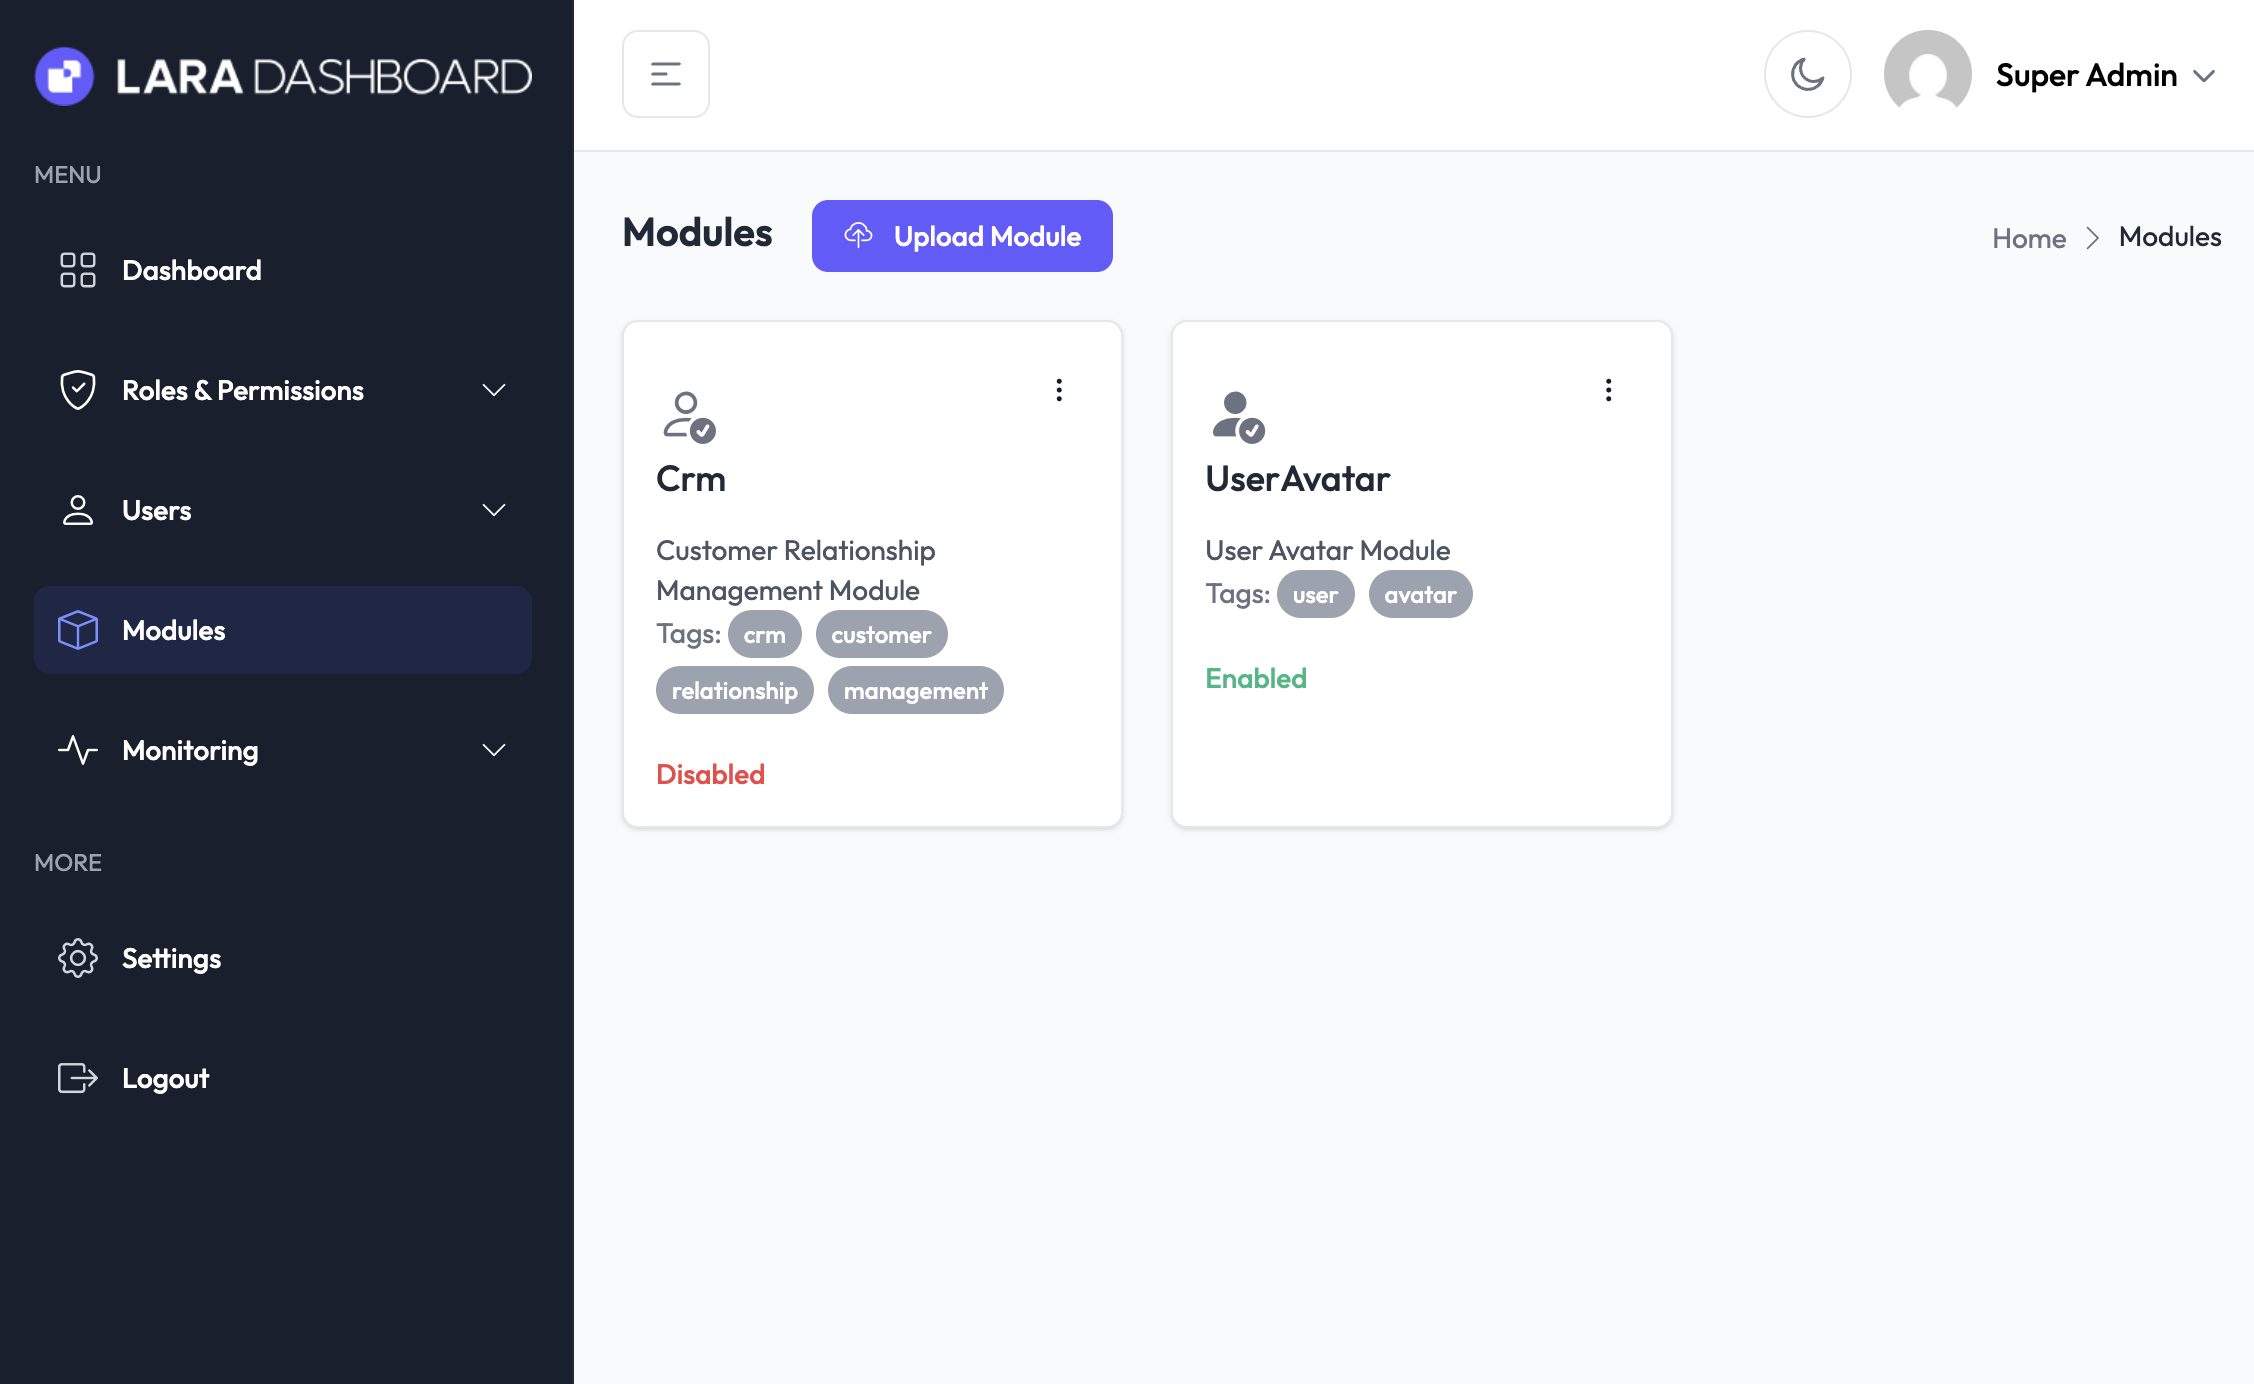 LARA DASHBOARD
MENU
Dashboard
Roles & Permissions
Users
Modules
Monitoring
MORE
Settings
Logout
Super Admin
Modules
Upload Module
Home
Modules
Crm
Customer Relationship
Management Module
Tags: crm customer
relationship management
Disabled
UserAvatar
User Avatar Module
Tags: user avatar
Enabled